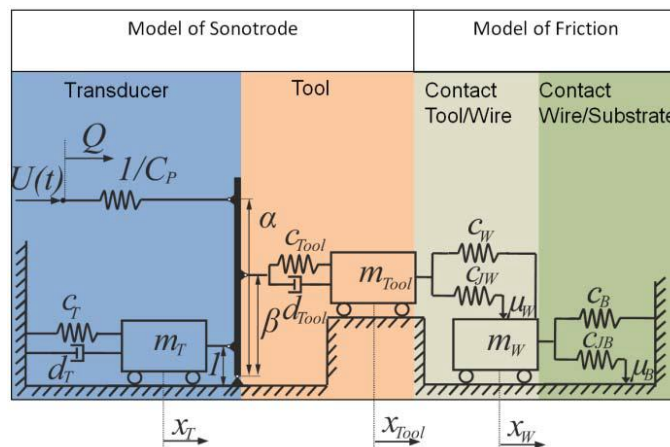 Model of Sonotrode
Model of Friction
Transducer
Tool
Contact
Tool/Wire
Contact
Wire/Substrate
Q
U(t)
1/C_P
α
β
1
c_Tool
d_Tool
m_Tool
c_T
d_T
m_T
c_W
c_JW
μ_W
m_W
c_B
c_JB
μ_B
x_T
x_Tool
x_W